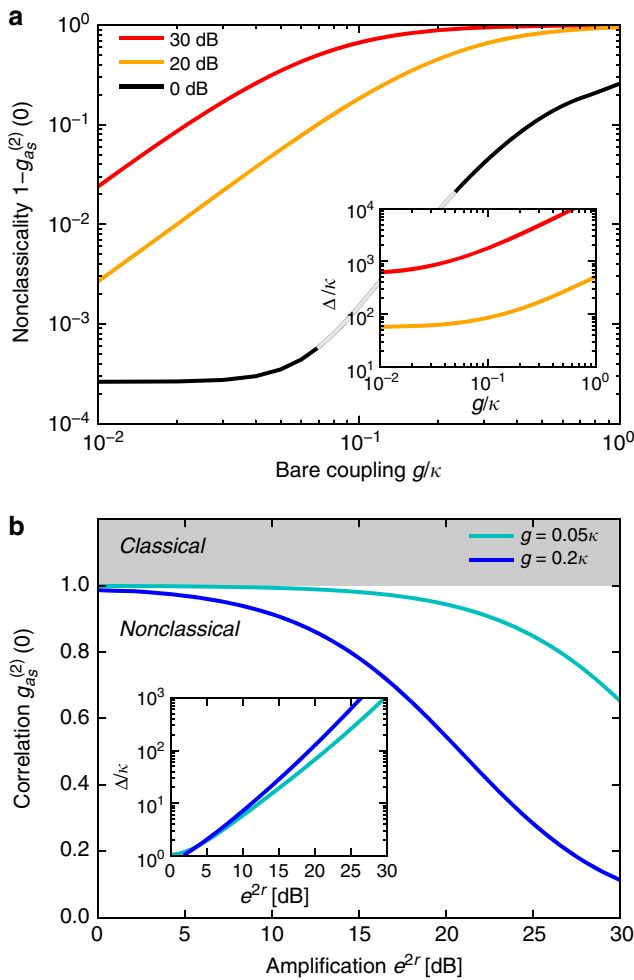 a
30 dB
20 dB
0 dB
Nonclassicality 1–g_as^(2)(0)
10^0
10^-1
10^-2
10^-3
10^-4
10^-2
10^-1
10^0
Bare coupling g/κ
Δ/κ
10^4
10^3
10^2
10^1
10^-2
10^-1
10^0
g/κ
b
Classical
Nonclassical
g = 0.05κ
g = 0.2κ
Correlation g_as^(2)(0)
1.0
0.8
0.6
0.4
0.2
0.0
0 5 10 15 20 25 30
Amplification e^2r [dB]
Δ/κ
10^3
10^2
10^1
10^0
0 5 10 15 20 25 30
e^2r [dB]